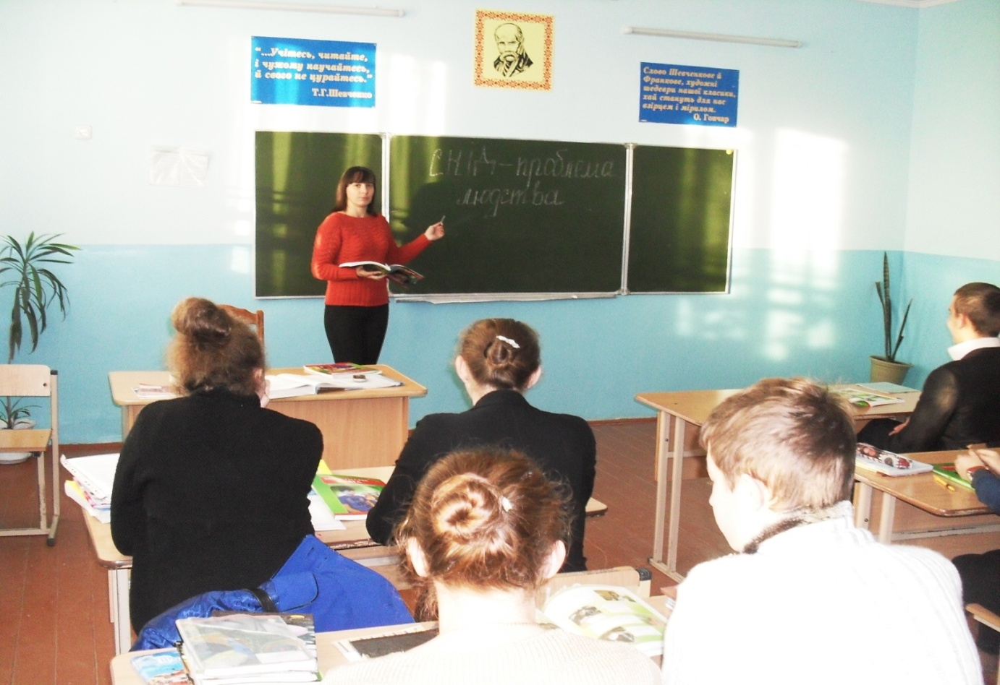 “...Учітесь, читайте,
і чужому научайтесь,
й свого не цурайтесь.”
Т.Г.Шевченко
Слово Шевченкове й
Франкове, художні
шедеври нашої класики,
хай стануть для нас
взірцем і мірилом.
О. Гончар
СНІД-проблема
людства